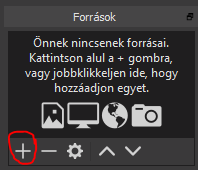 Források
Önnek nincsenek forrásai.
Kattintson alul a + gombra,
vagy jobbklikkeljen ide, hogy
hozzáadjon egyet.